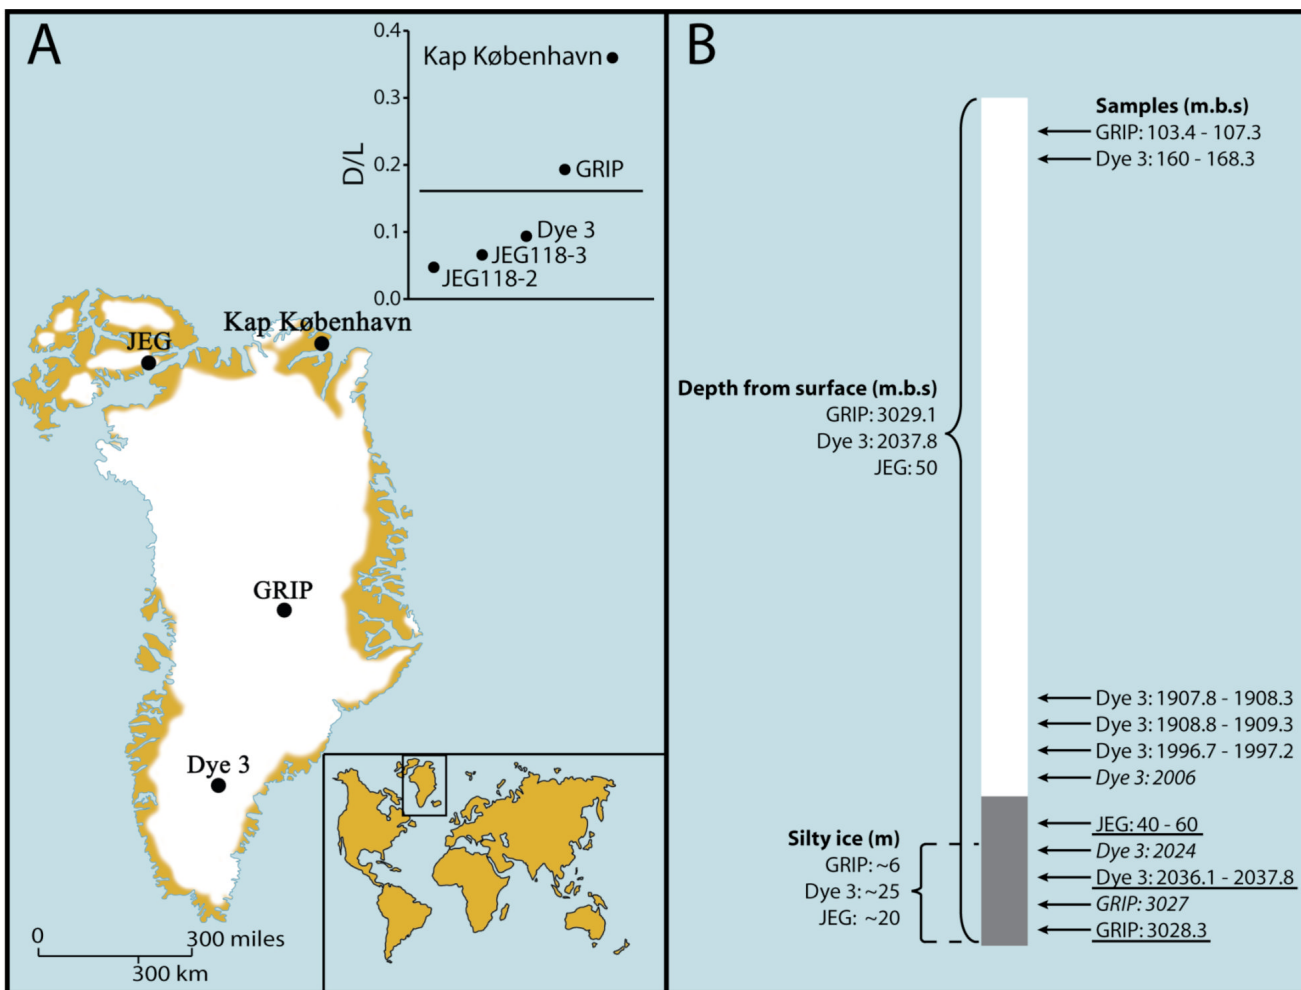 A
0.4
0.3
0.2
0.1
0.0
D/L
Kap København
GRIP
Dye 3
JEG118-3
JEG118-2
Kap København
JEG
GRIP
Dye 3
0
300 miles
300 km
B
Samples (m.b.s)
GRIP: 103.4 - 107.3
Dye 3: 160 - 168.3
Depth from surface (m.b.s)
GRIP: 3029.1
Dye 3: 2037.8
JEG: 50
Dye 3: 1907.8 - 1908.3
Dye 3: 1908.8 - 1909.3
Dye 3: 1996.7 - 1997.2
Dye 3: 2006
JEG: 40 - 60
Dye 3: 2024
Dye 3: 2036.1 - 2037.8
GRIP: 3027
GRIP: 3028.3
Silty ice (m)
GRIP: ~6
Dye 3: ~25
JEG: ~20